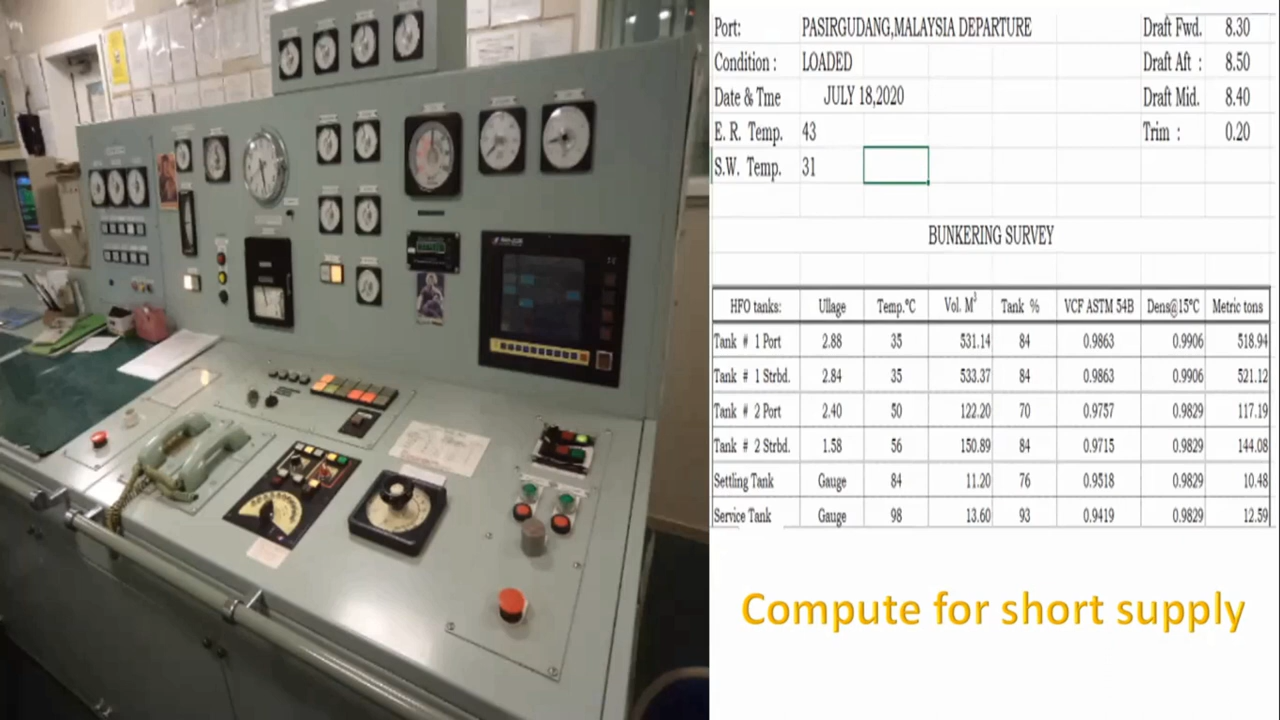 Port: PASIRGUDANG,MALAYSIA DEPARTURE Draft Fwd. 8.30
Condition : LOADED Draft Aft : 8.50
Date & Tme JULY 18,2020 Draft Mid. 8.40
E. R. Temp. 43 Trim : 0.20
S.W. Temp. 31
BUNKERING SURVEY
HFO tanks: Ullage Temp.°C Vol. M³ Tank % VCF ASTM 54B Dens@15°C Metric tons
Tank # 1 Port 2.88 35 531.14 84 0.9863 0.9906 518.94
Tank # 1 Strbd. 2.84 35 533.37 84 0.9863 0.9906 521.12
Tank # 2 Port 2.40 50 122.20 70 0.9757 0.9829 117.19
Tank # 2 Strbd. 1.58 56 150.89 84 0.9715 0.9829 144.08
Settling Tank Gauge 84 11.20 76 0.9518 0.9829 10.48
Service Tank Gauge 98 13.60 93 0.9419 0.9829 12.59
Compute for short supply